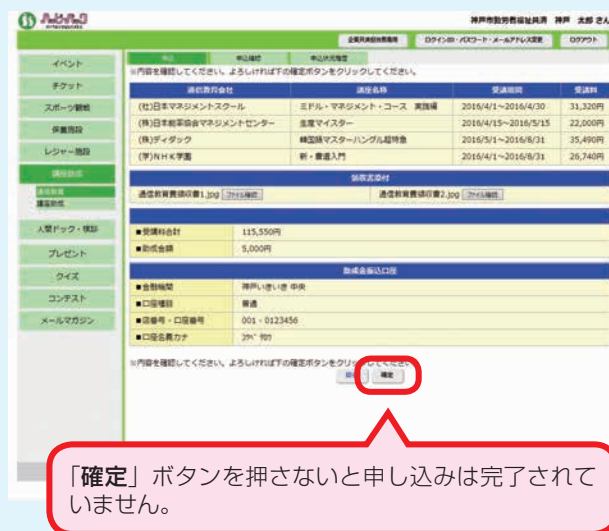 ハッピーパック
神戸市勤労者福祉共済 神戸 太郎 さん
企業共済担当者専用 ログインID・パスワード・メールアドレス変更 ログアウト
イベント
チケット
スポーツ観戦
保養施設
レジャー施設
講座助成
通信教育
講座助成
人間ドック・検診
プレゼント
クイズ
コンテスト
メールマガジン
申込 申込確認 申込状況履歴
※内容を確認してください。よろしければ下の確定ボタンをクリックしてください。
通信教育会社 講座名称 受講期間 受講料
(社)日本マネジメントスクール ミドル・マネジメント・コース 実践編 2016/4/1~2016/4/30 31,320円
(株)日本能率協会マネジメントセンター 生産マイスター 2016/4/15~2016/5/15 22,000円
(株)ディダック 韓国語マスターハングル超特急 2016/5/1~2016/8/31 35,490円
(学)NHK学園 新・書道入門 2016/4/1~2016/8/31 26,740円
領収書添付
通信教育費領収書1.jpg ファイル確認 通信教育費領収書2.jpg ファイル確認
■受講料合計 115,550円
■助成金額 5,000円
助成金振込口座
■金融機関 神戸いきいき 中央
■口座種目 普通
■店番号・口座番号 001 - 0123456
■口座名義カナ ｺｳﾍﾞ ﾀﾛｳ
※内容を確認してください。よろしければ下の確定ボタンをクリックしてください
確定
「確定」ボタンを押さないと申し込みは完了されて
いません。